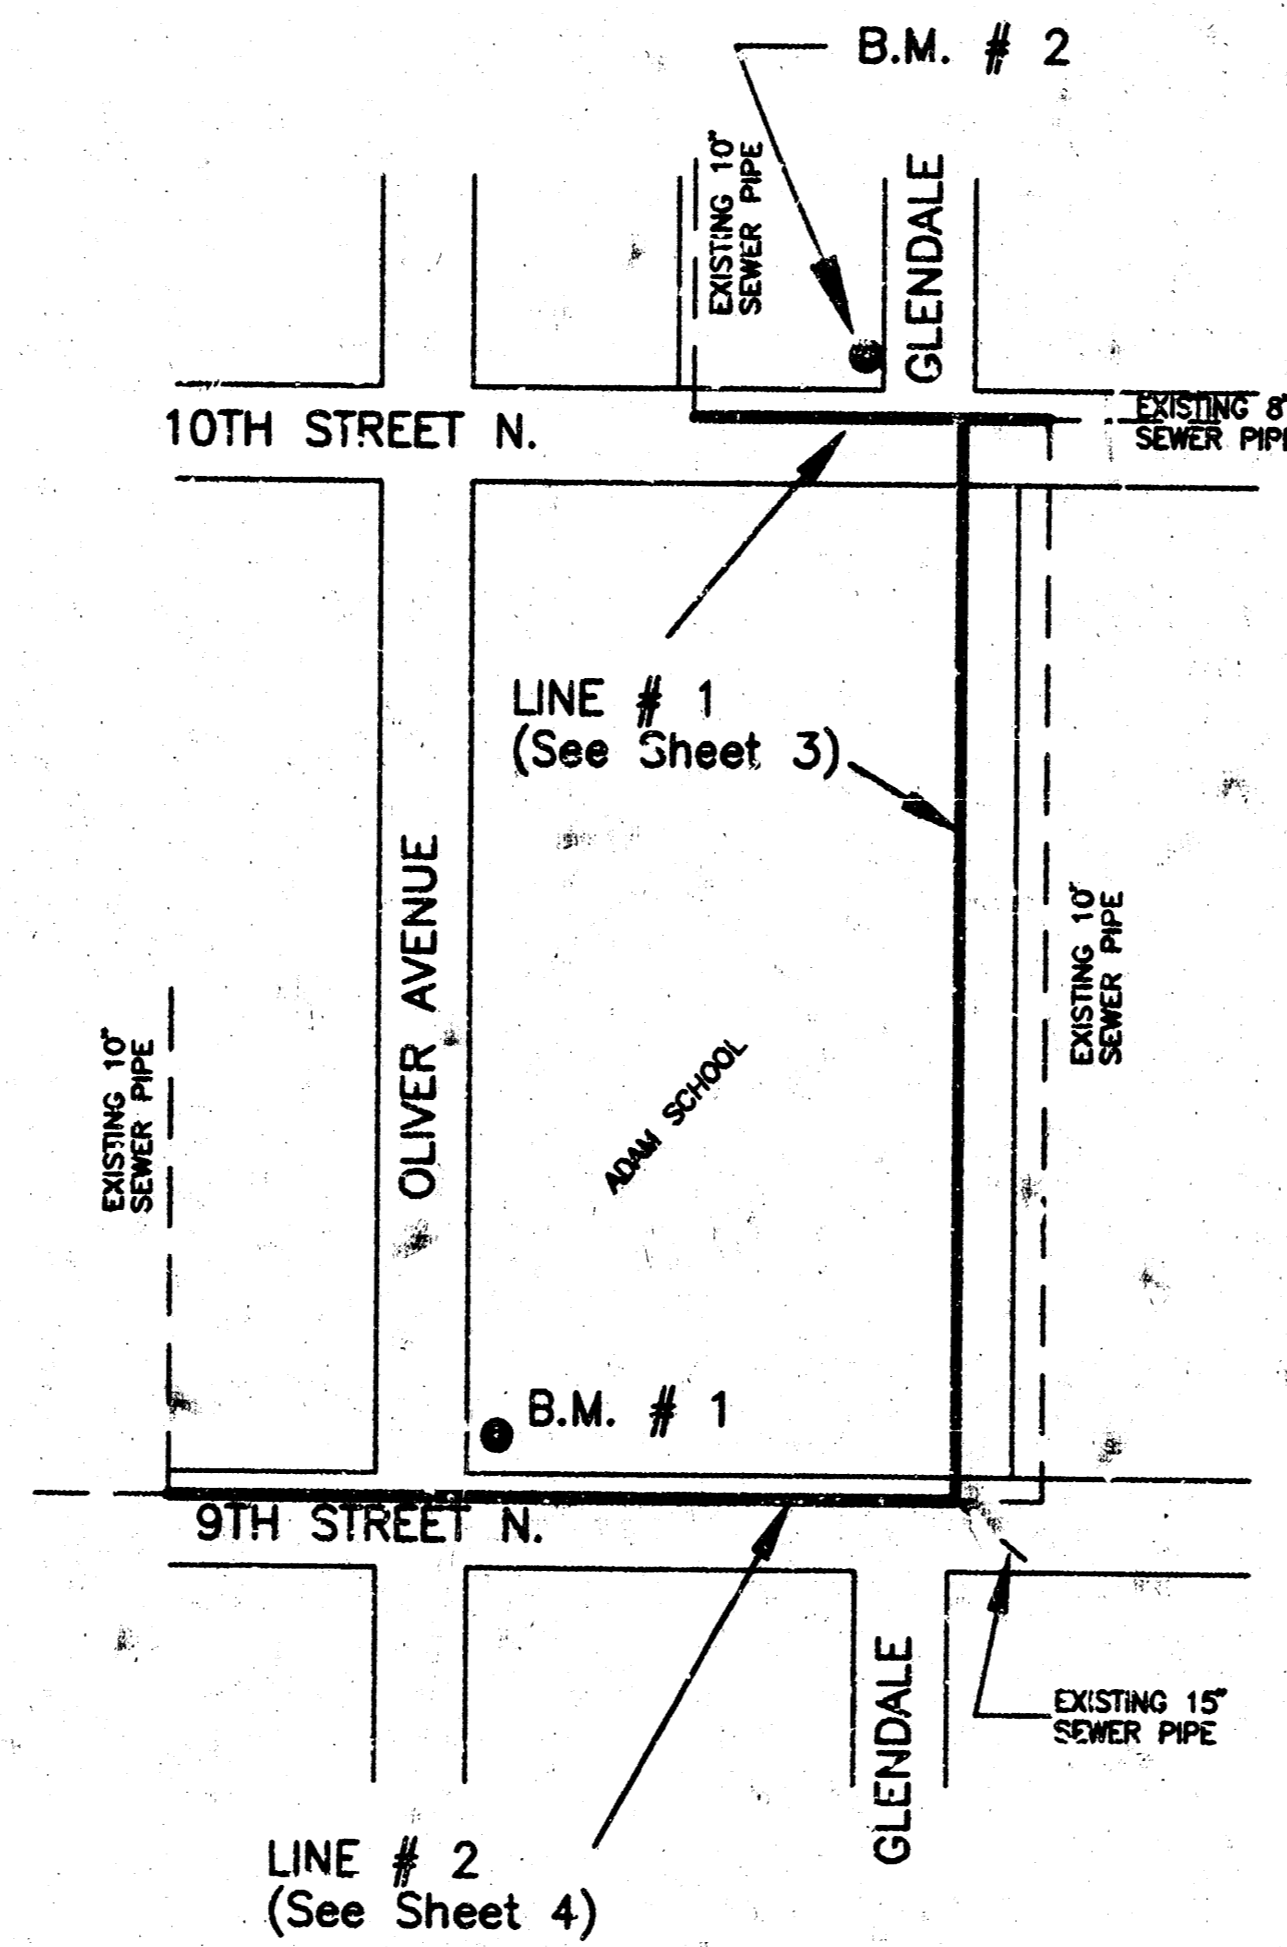 B.M. # 2
EXISTING 10"
SEWER PIPE
GLENDALE
10TH STREET N.
EXISTING 8"
SEWER PIPE
LINE # 1
(See Sheet 3)
OLIVER AVENUE
EXISTING 10"
SEWER PIPE
ADAM SCHOOL
EXISTING 10"
SEWER PIPE
B.M. # 1
9TH STREET N.
EXISTING 15"
SEWER PIPE
GLENDALE
LINE # 2
(See Sheet 4)